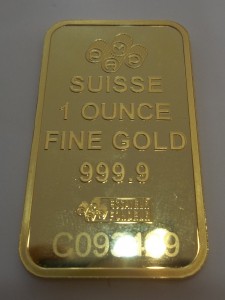 SUISSE
1 OUNCE
FINE GOLD
999.9